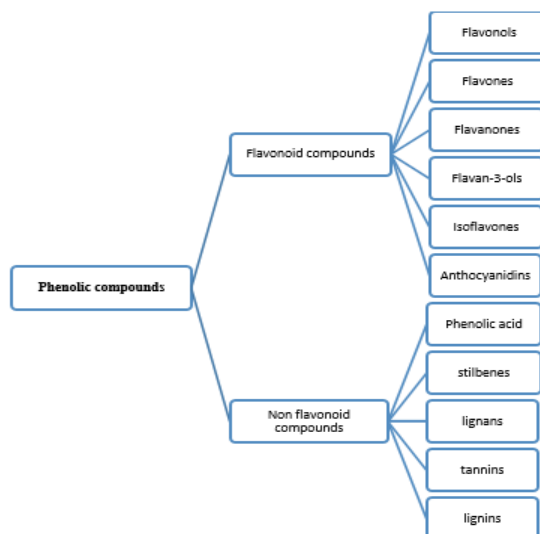 Flavonols
Flavones
Flavanones
Flavonoid compounds
Flavan-3-ols
Isoflavones
Anthocyanidins
Phenolic compounds
Phenolic acid
stilbenes
Non flavonoid
compounds
lignans
tannins
lignins